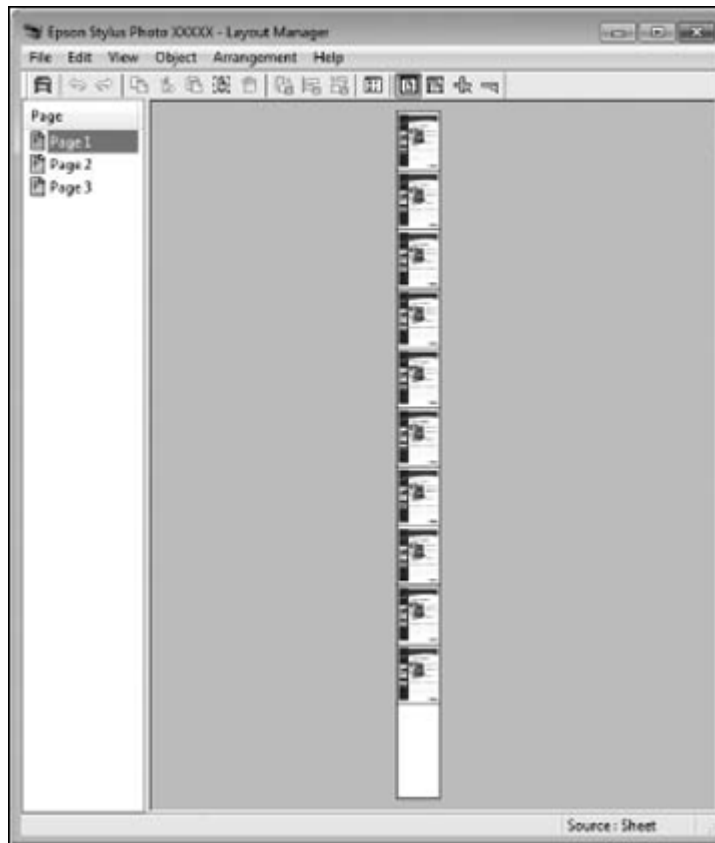 Epson Stylus Photo XXXXX - Layout Manager
File Edit View Object Arrangement Help
Page
Page 1
Page 2
Page 3
Source : Sheet